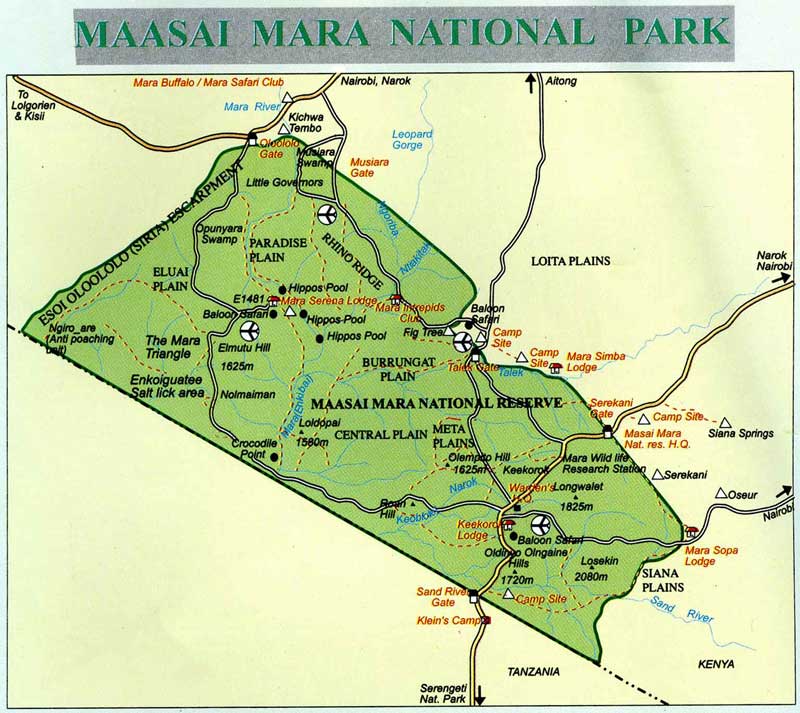 MAASAI MARA NATIONAL PARK
To
Lolgorien
& Kisii
Mara Buffalo / Mara Safari Club
Nairobi, Narok
Aitong
Mara River
Kichwa
Tembo
Oloololo
Gate
Musiara
Swamp
Musiara
Gate
Leopard
Gorge
Little Governors
ESOI OLOOLOLO (SIRIA) ESCARPMENT
Opunyara
Swamp
PARADISE
PLAIN
RHINO RIDGE
Ngoriba
Ntiakitak
LOITA PLAINS
Narok
Nairobi
ELUAI
PLAIN
Hippos Pool
E1481
Mara Serena Lodge
Mara Intrepids
Club
Baloon Safari
Hippos Pool
Baloon
Safari
Ngiro_are
(Anti poaching
unit)
The Mara
Triangle
Elmutu Hill
1625m
Hippos Pool
Fig Tree
Camp
Site
Camp
Site
Mara Simba
Lodge
Talek Gate
Talek
BURRUNGAT
PLAIN
Enkoiguatee
Salt lick area
Nolmaiman
Mara(Enkibar)
MAASAI MARA NATIONAL RESERVE
Serekani
Gate
Camp Site
Siana Springs
Masai Mara
Nat. res. H.Q.
Loldopai
1580m
CENTRAL PLAIN
META
PLAINS
Crocodile
Point
Olempito Hill
1625m
Keekorok
Mara Wild life
Research Station
Serekani
Narok
Warden's
H.Q.
Longwalet
1825m
Oseur
Nairobi
Roan
Hill
Keobloko
Keekorok
Lodge
Baloon Safari
Oldinyo Olngaine
Hills
1720m
Losekin
2080m
Mara Sopa
Lodge
SIANA
PLAINS
Sand River
Gate
Camp Site
Sand River
Klein's Camp
TANZANIA
KENYA
Serengeti
Nat. Park